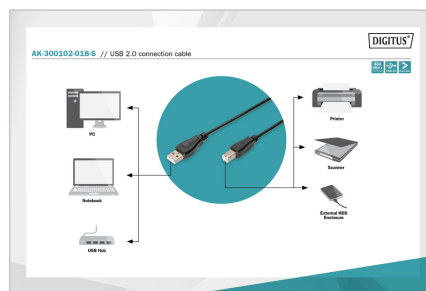 DIGITUS®
AK-300102-018-S // USB 2.0 connection cable
PC
Printer
Notebook
Scanner
USB Hub
External HDD
Enclosure